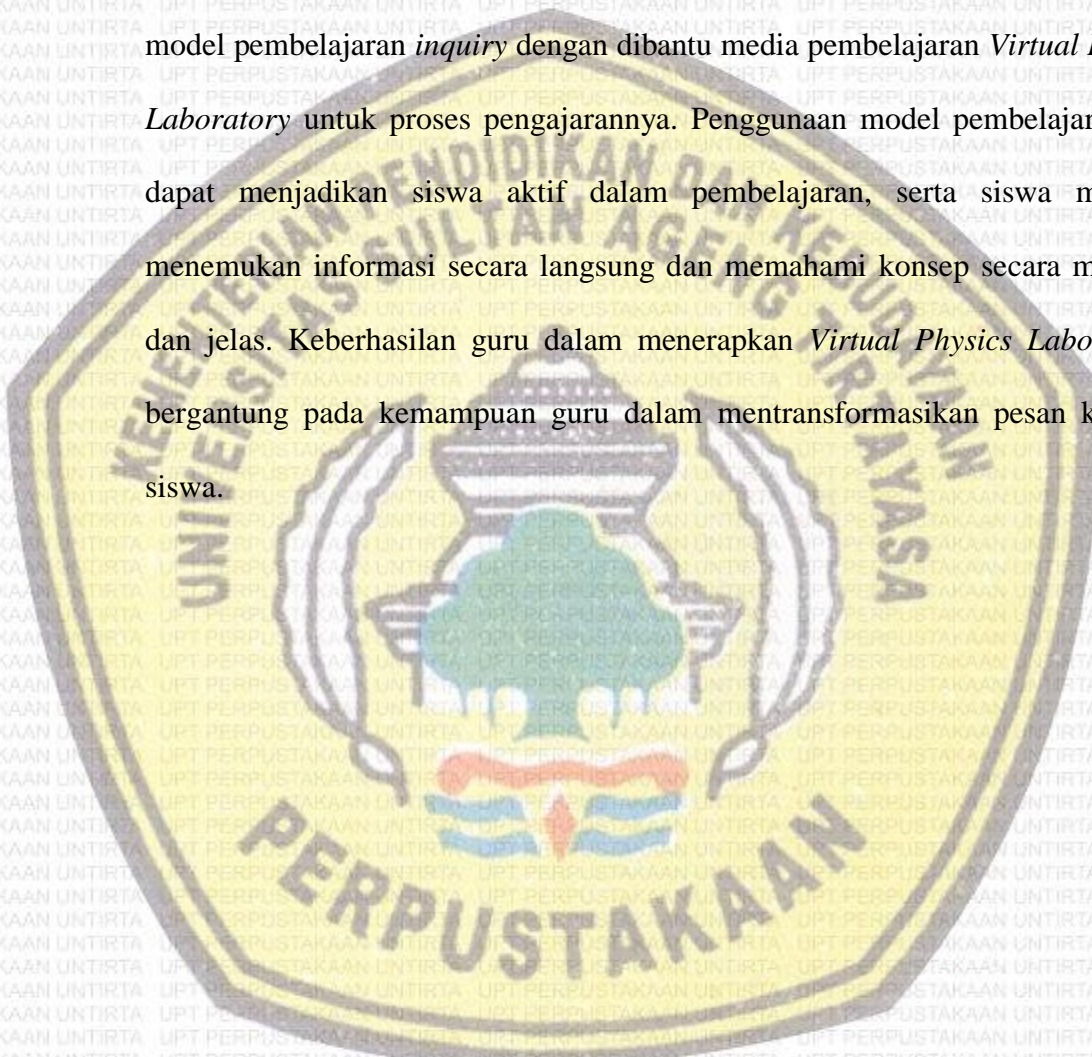 model pembelajaran inquiry dengan dibantu media pembelajaran Virtual
Laboratory untuk proses pengajarannya. Penggunaan model
dapat menjadikan siswa aktif dalam pembelajaran, serta siswa
menemukan informasi secara langsung dan memahami konsep secara
dan jelas. Keberhasilan guru dalam menerapkan Virtual Physics
bergantung pada kemampuan guru dalam mentransformasikan pesan
siswa.
KEMENTERIAN PENDIDIKAN DAN KEBUDAYAAN
UNIVERSITAS SULTAN AGENG TIRTAYASA
PERPUSTAKAAN
UPT PERPUSTAKAAN UNTIRTA